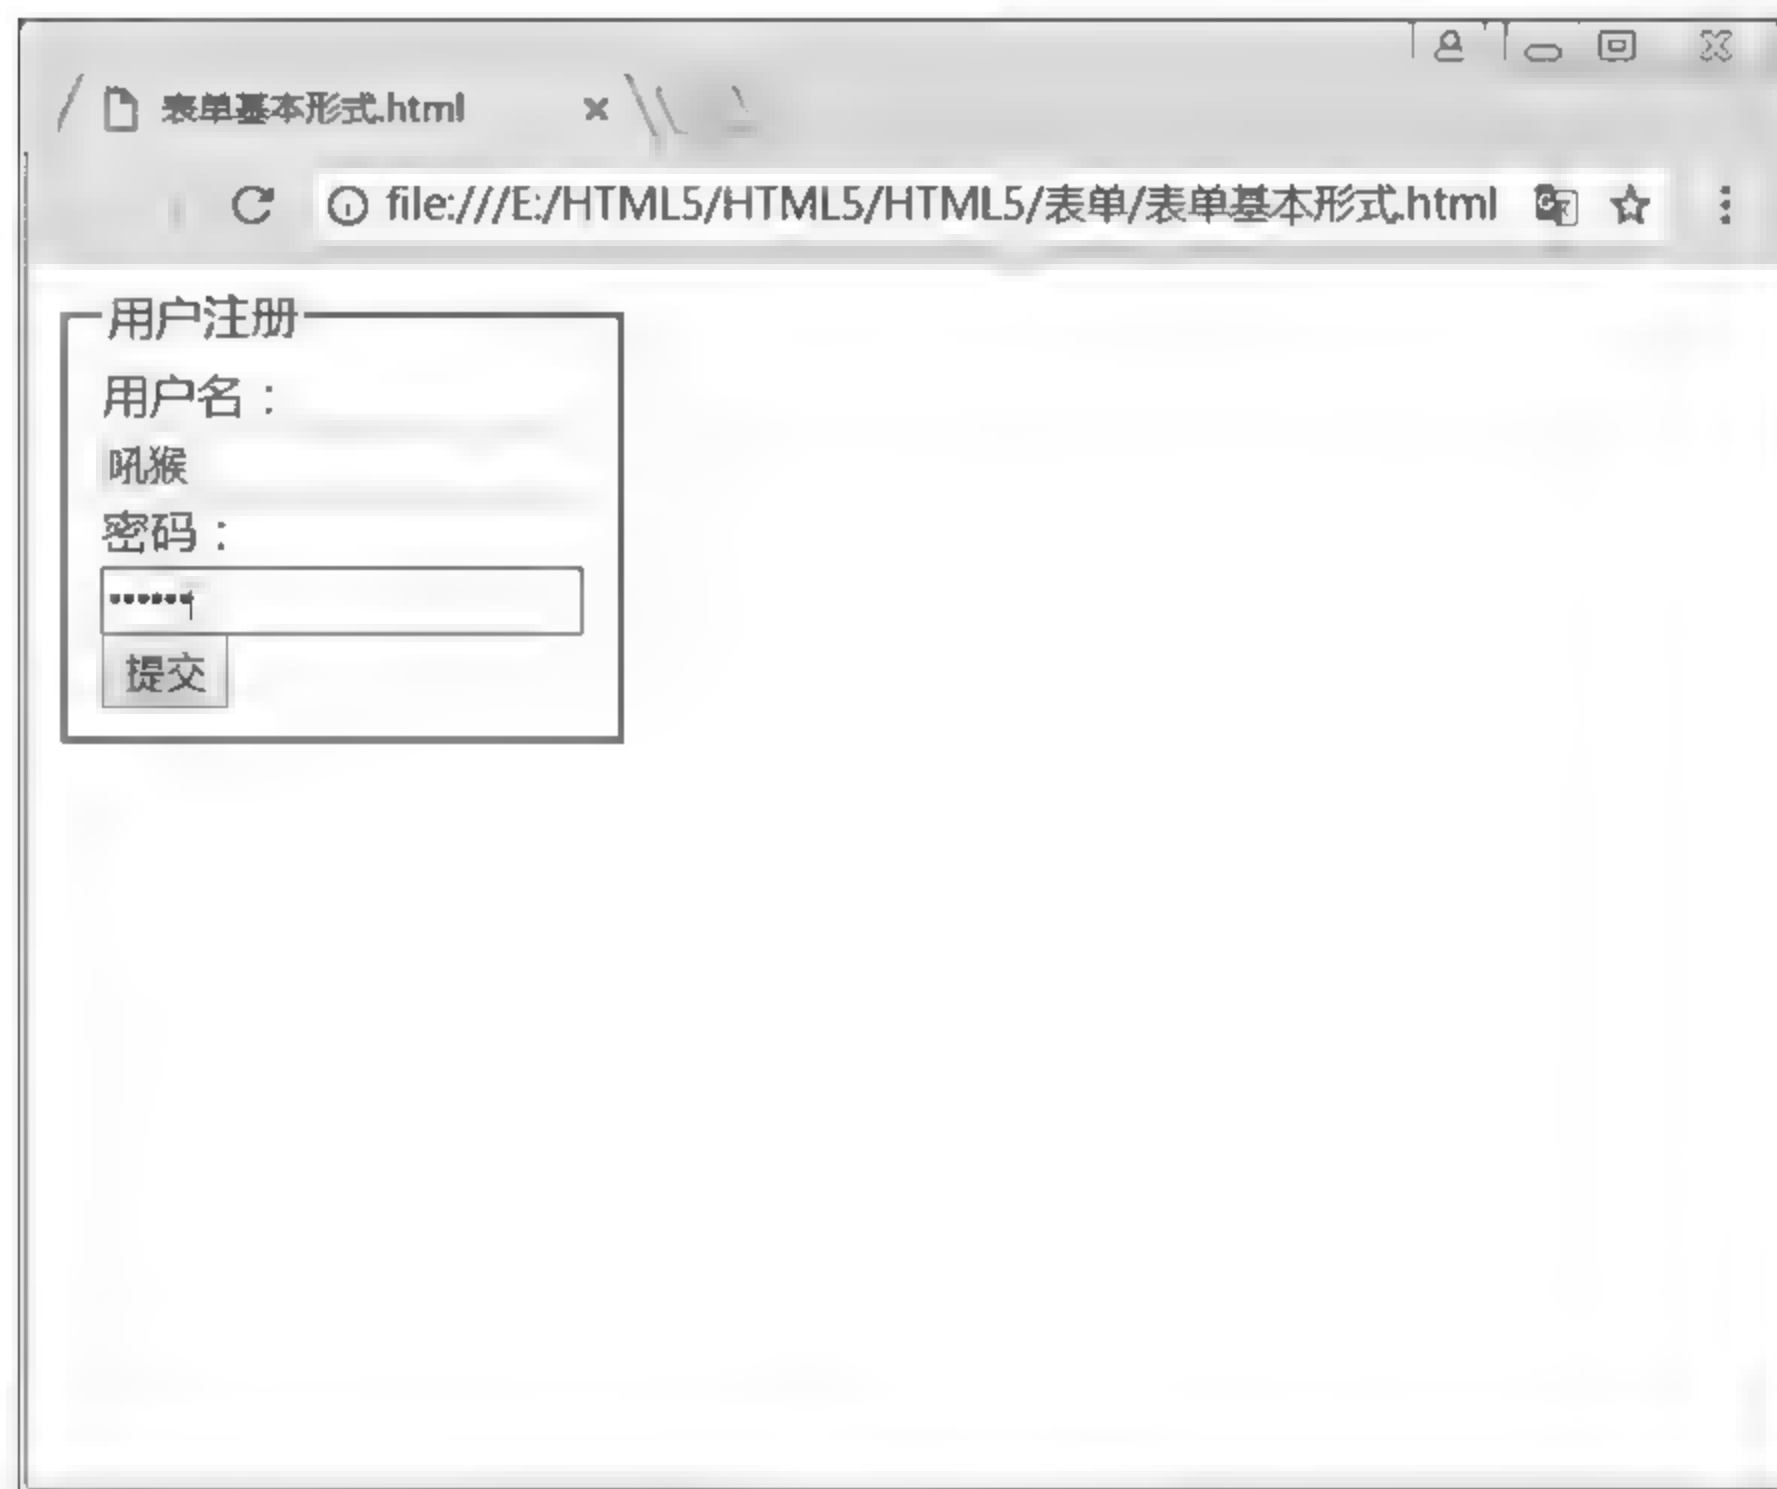 表单基本形式.html
file:///E:/HTML5/HTML5/HTML5/表单/表单基本形式.html
用户注册
用户名：
吼猴
密码：
••••••
提交